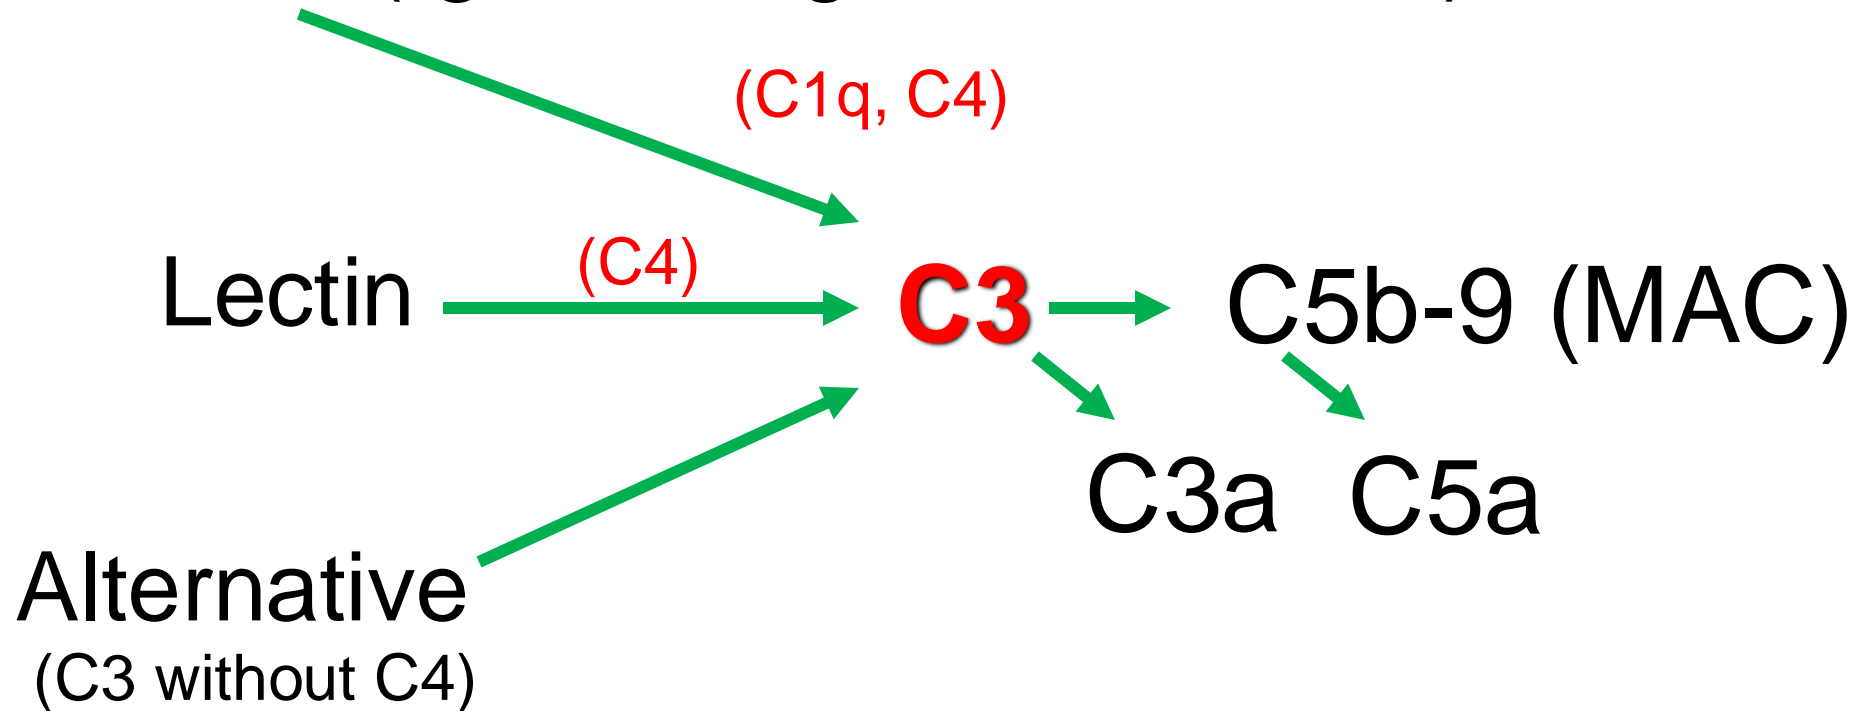 (C1q, C4)
Lectin (C4) C3 C5b-9 (MAC)
C3a C5a
Alternative
(C3 without C4)